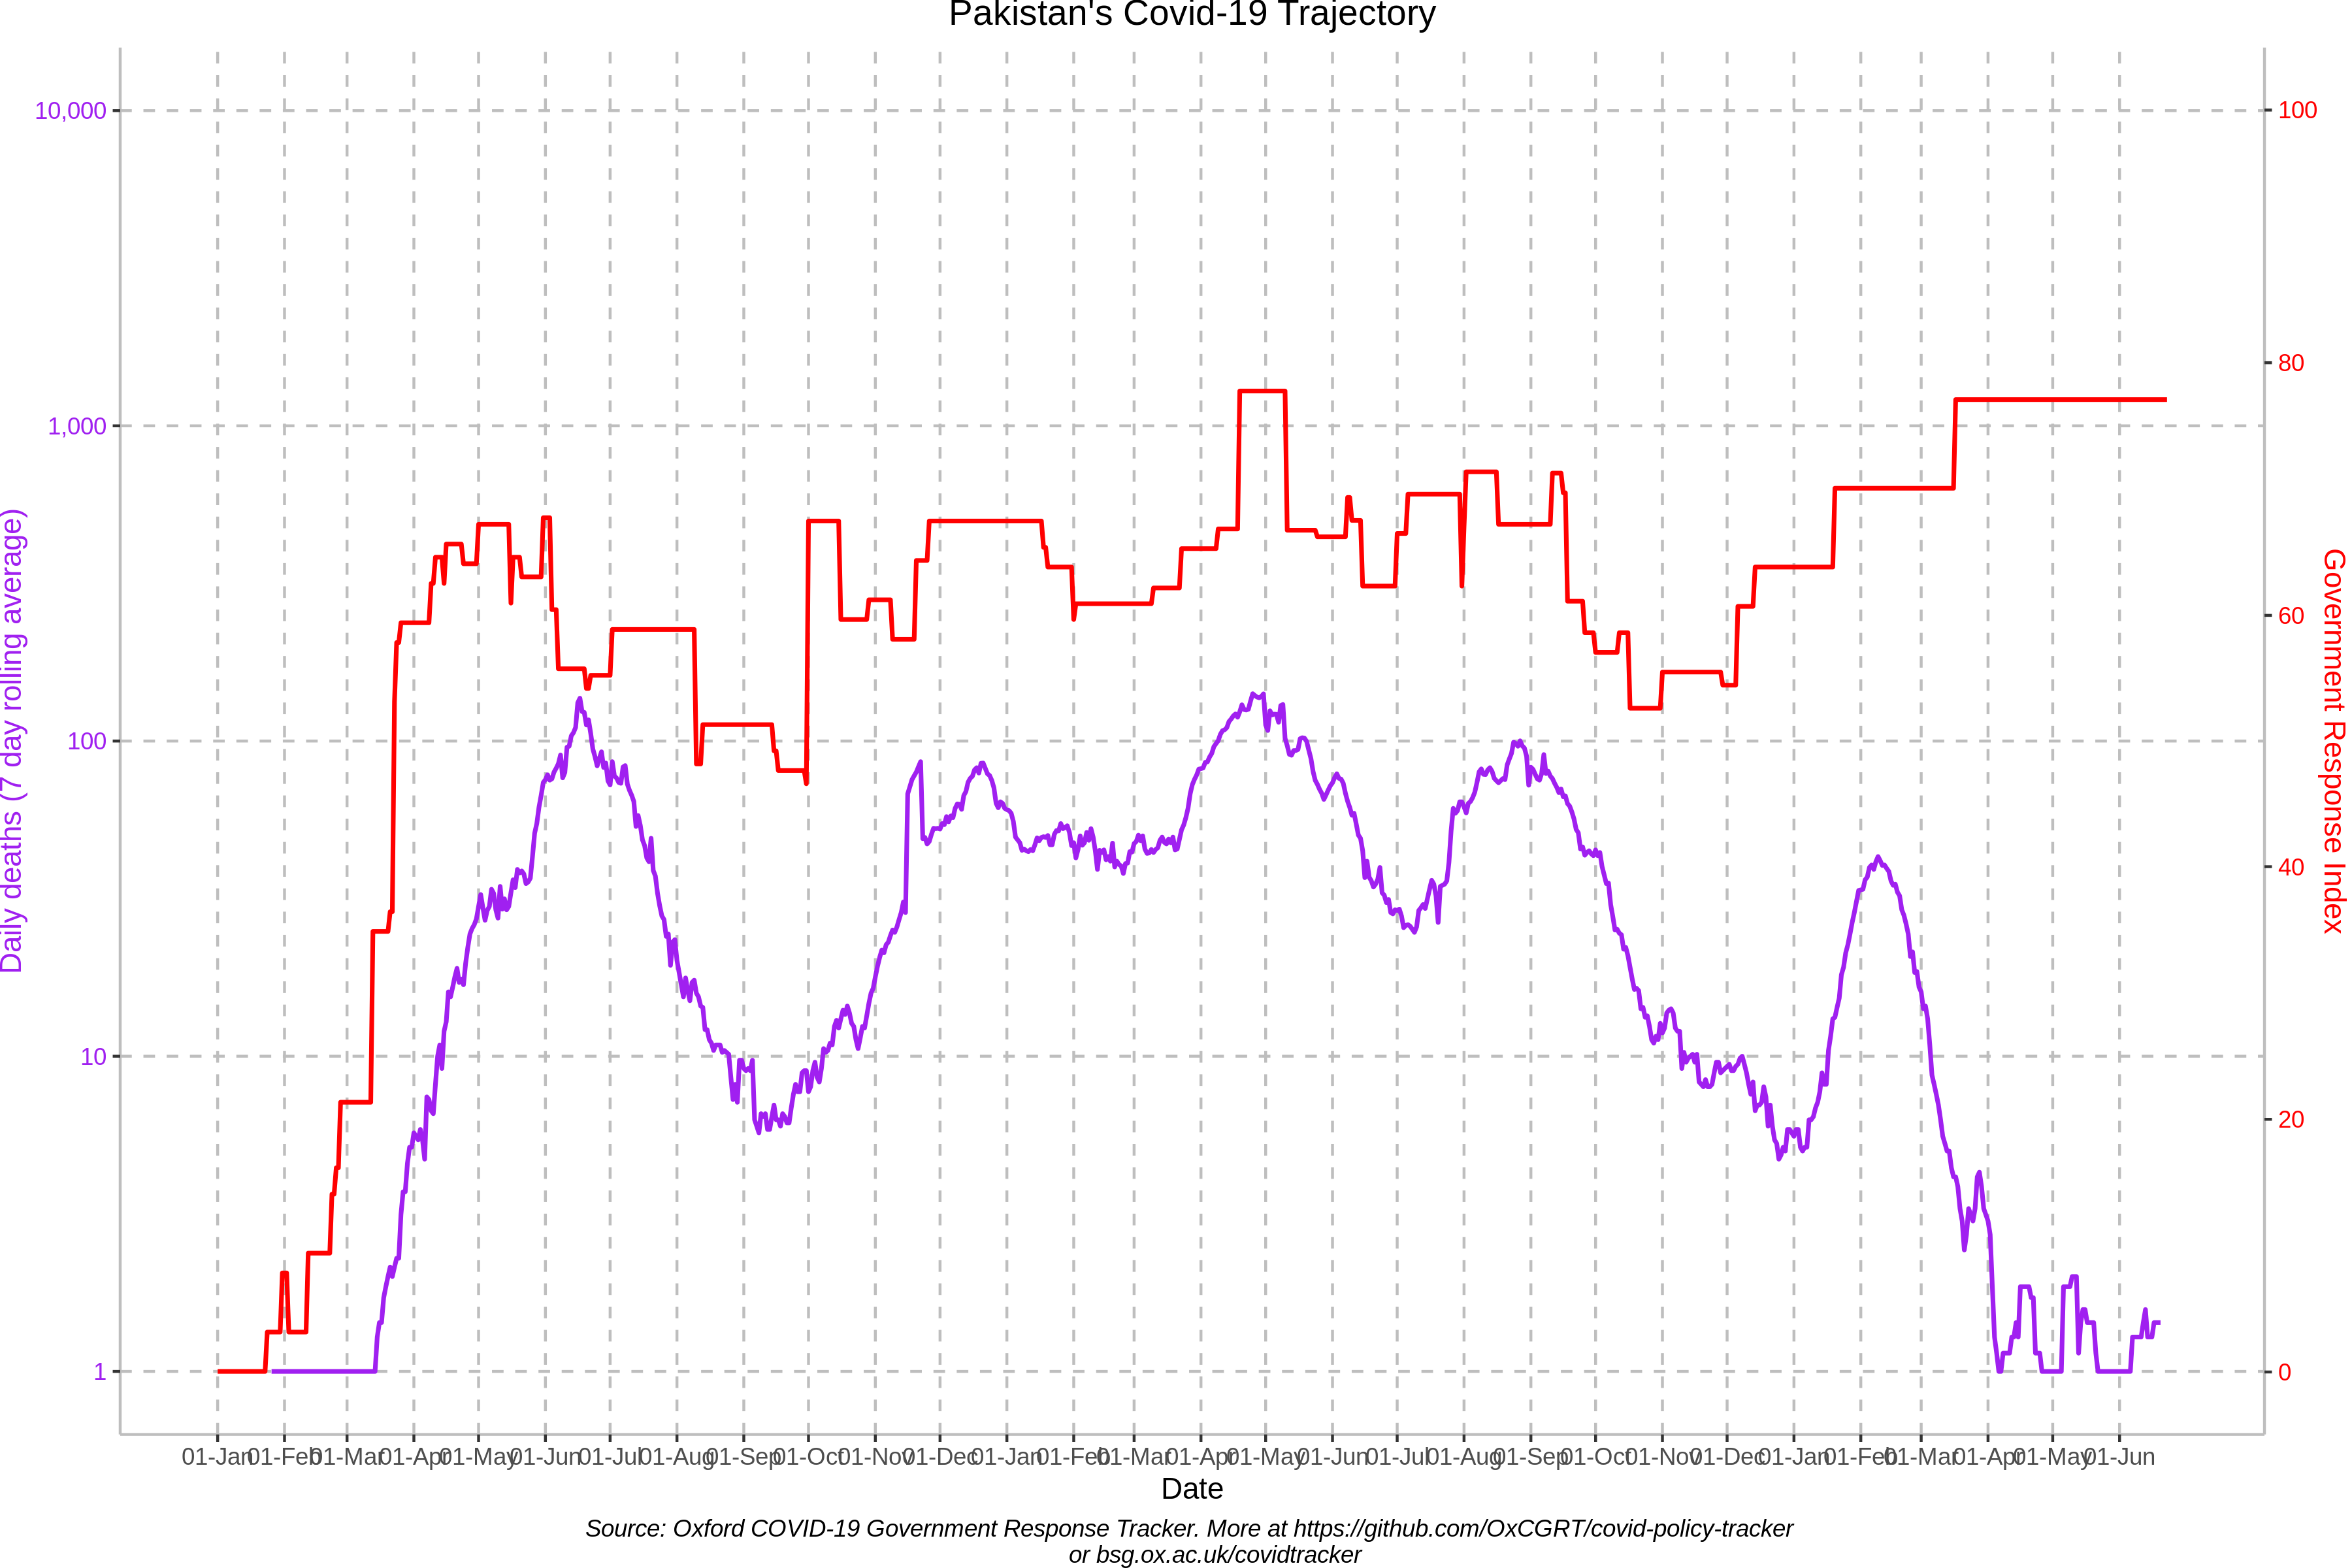 Pakistan's Covid-19 Trajectory
10,000
1,000
100
10
1
Daily deaths (7 day rolling average)
100
80
60
40
20
0
Government Response Index
01-Jan 01-Feb 01-Mar 01-Apr 01-May 01-Jun 01-Jul 01-Aug 01-Sep 01-Oct 01-Nov 01-Dec 01-Jan 01-Feb 01-Mar 01-Apr 01-May 01-Jun 01-Jul 01-Aug 01-Sep 01-Oct 01-Nov 01-Dec 01-Jan 01-Feb 01-Mar 01-Apr 01-May 01-Jun
Date
Source: Oxford COVID-19 Government Response Tracker. More at https://github.com/OxCGRT/covid-policy-tracker
or bsg.ox.ac.uk/covidtracker